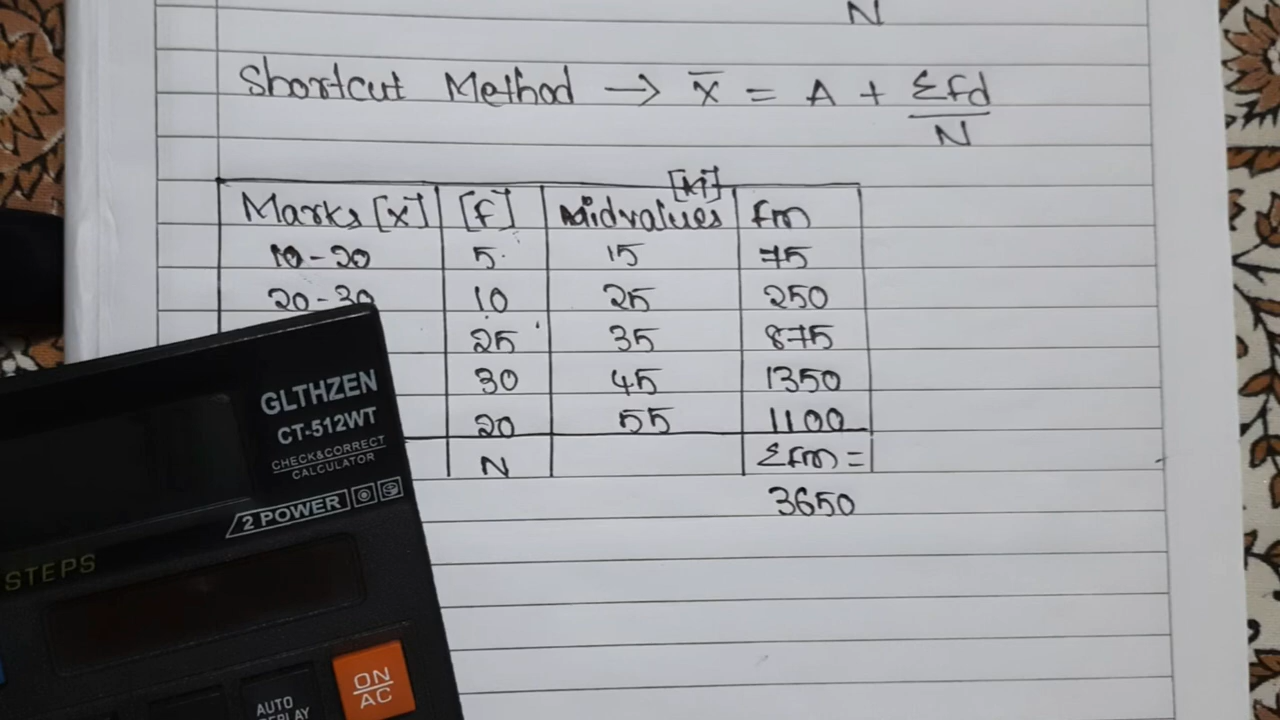 N
Shortcut Method → x̄ = A + Σfd
N
Marks [x] [f] Midvalues [M] fm
10-20 5 15 75
20-30 10 25 250
25 35 875
30 45 1350
20 55 1100
N Σfm =
3650
GLTHZEN
CT-512WT
CHECK&CORRECT
CALCULATOR
2 POWER
STEPS
ON
AC
AUTO